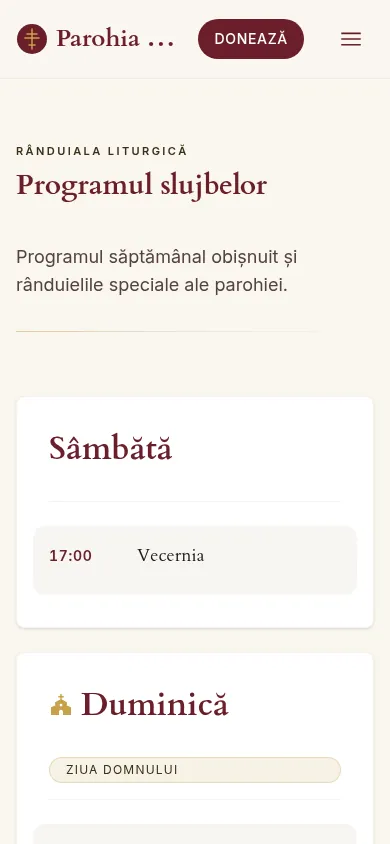 Parohia ...
DONEAZĂ
RÂNDUIALA LITURGICĂ
Programul slujbelor
Programul săptămânal obișnuit și
rânduielile speciale ale parohiei.
Sâmbătă
17:00 Vecernia
Duminică
ZIUA DOMNULUI